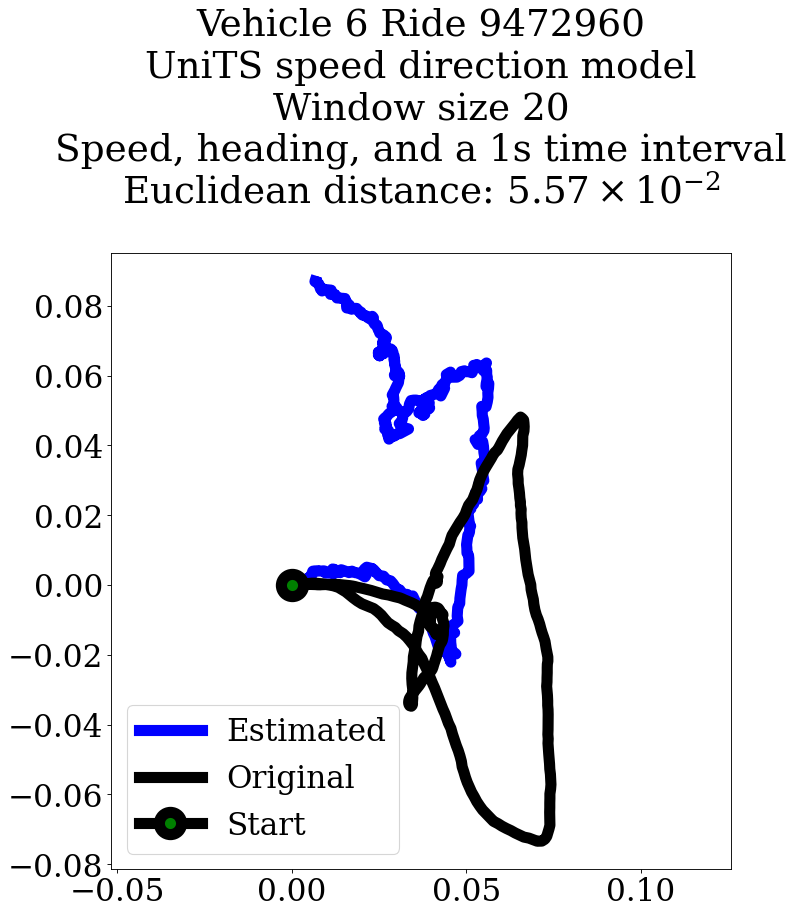 Vehicle 6 Ride 9472960
UniTS speed direction model
Window size 20
Speed, heading, and a 1s time interval
Euclidean distance: 5.57 × 10⁻²
0.08
0.06
0.04
0.02
0.00
−0.02
−0.04
−0.06
−0.08
Estimated
Original
Start
−0.05 0.00 0.05 0.10